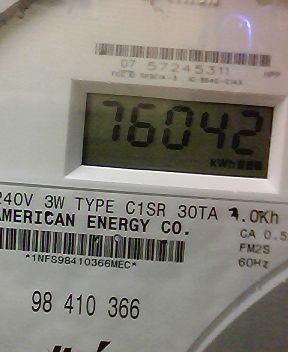 07 57245311
76042
kWh
240V 3W TYPE C1SR 30TA 1.0Kh
AMERICAN ENERGY CO.
CA 0.5
FM2S
*1NFS98410366MEC*
60Hz
98 410 366